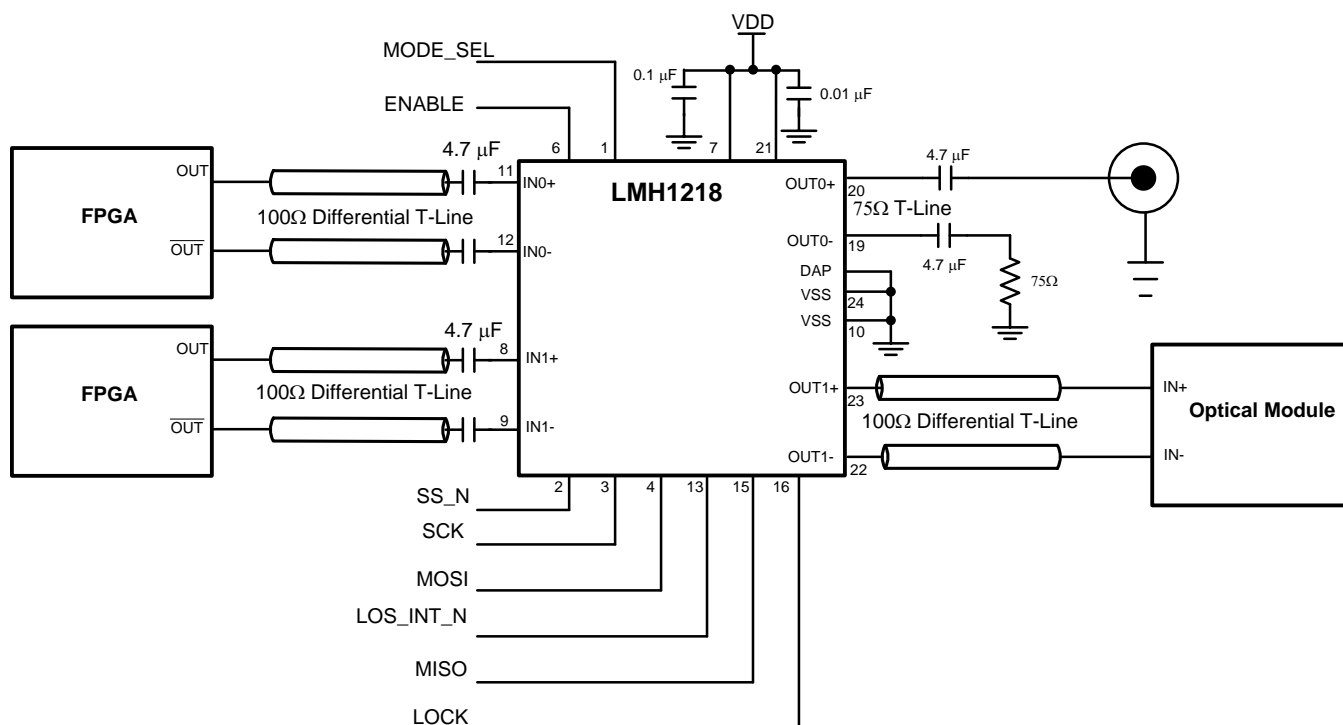 VDD
MODE_SEL
0.1 µF
0.01 µF
ENABLE
6
1
7
21
4.7 µF
11
OUT
IN0+
FPGA
100Ω Differential T-Line
OUT
12
IN0-
LMH1218
OUT0+
20
4.7 µF
75Ω T-Line
OUT0-
19
4.7 µF
75Ω
DAP
VSS
24
VSS
10
4.7 µF
8
OUT
IN1+
FPGA
100Ω Differential T-Line
OUT
9
IN1-
OUT1+
23
100Ω Differential T-Line
OUT1-
22
IN+
Optical Module
IN-
2
3
4
13
15
16
SS_N
SCK
MOSI
LOS_INT_N
MISO
LOCK